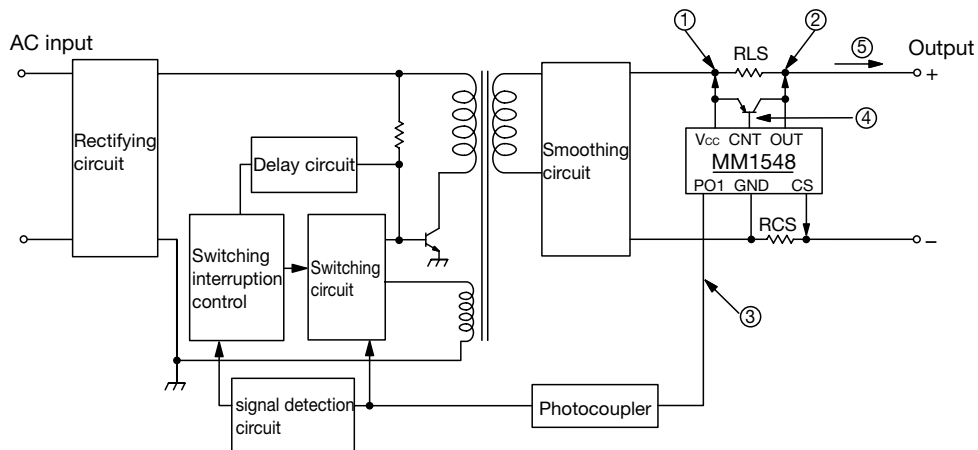 ① ②
AC input
RLS
⑤
Output
+
④
Rectifying
circuit
Delay circuit
Smoothing
circuit
Vcc CNT OUT
MM1548
PO1 GND CS
RCS
−
Switching
interruption
control
Switching
circuit
③
signal detection
circuit
Photocoupler